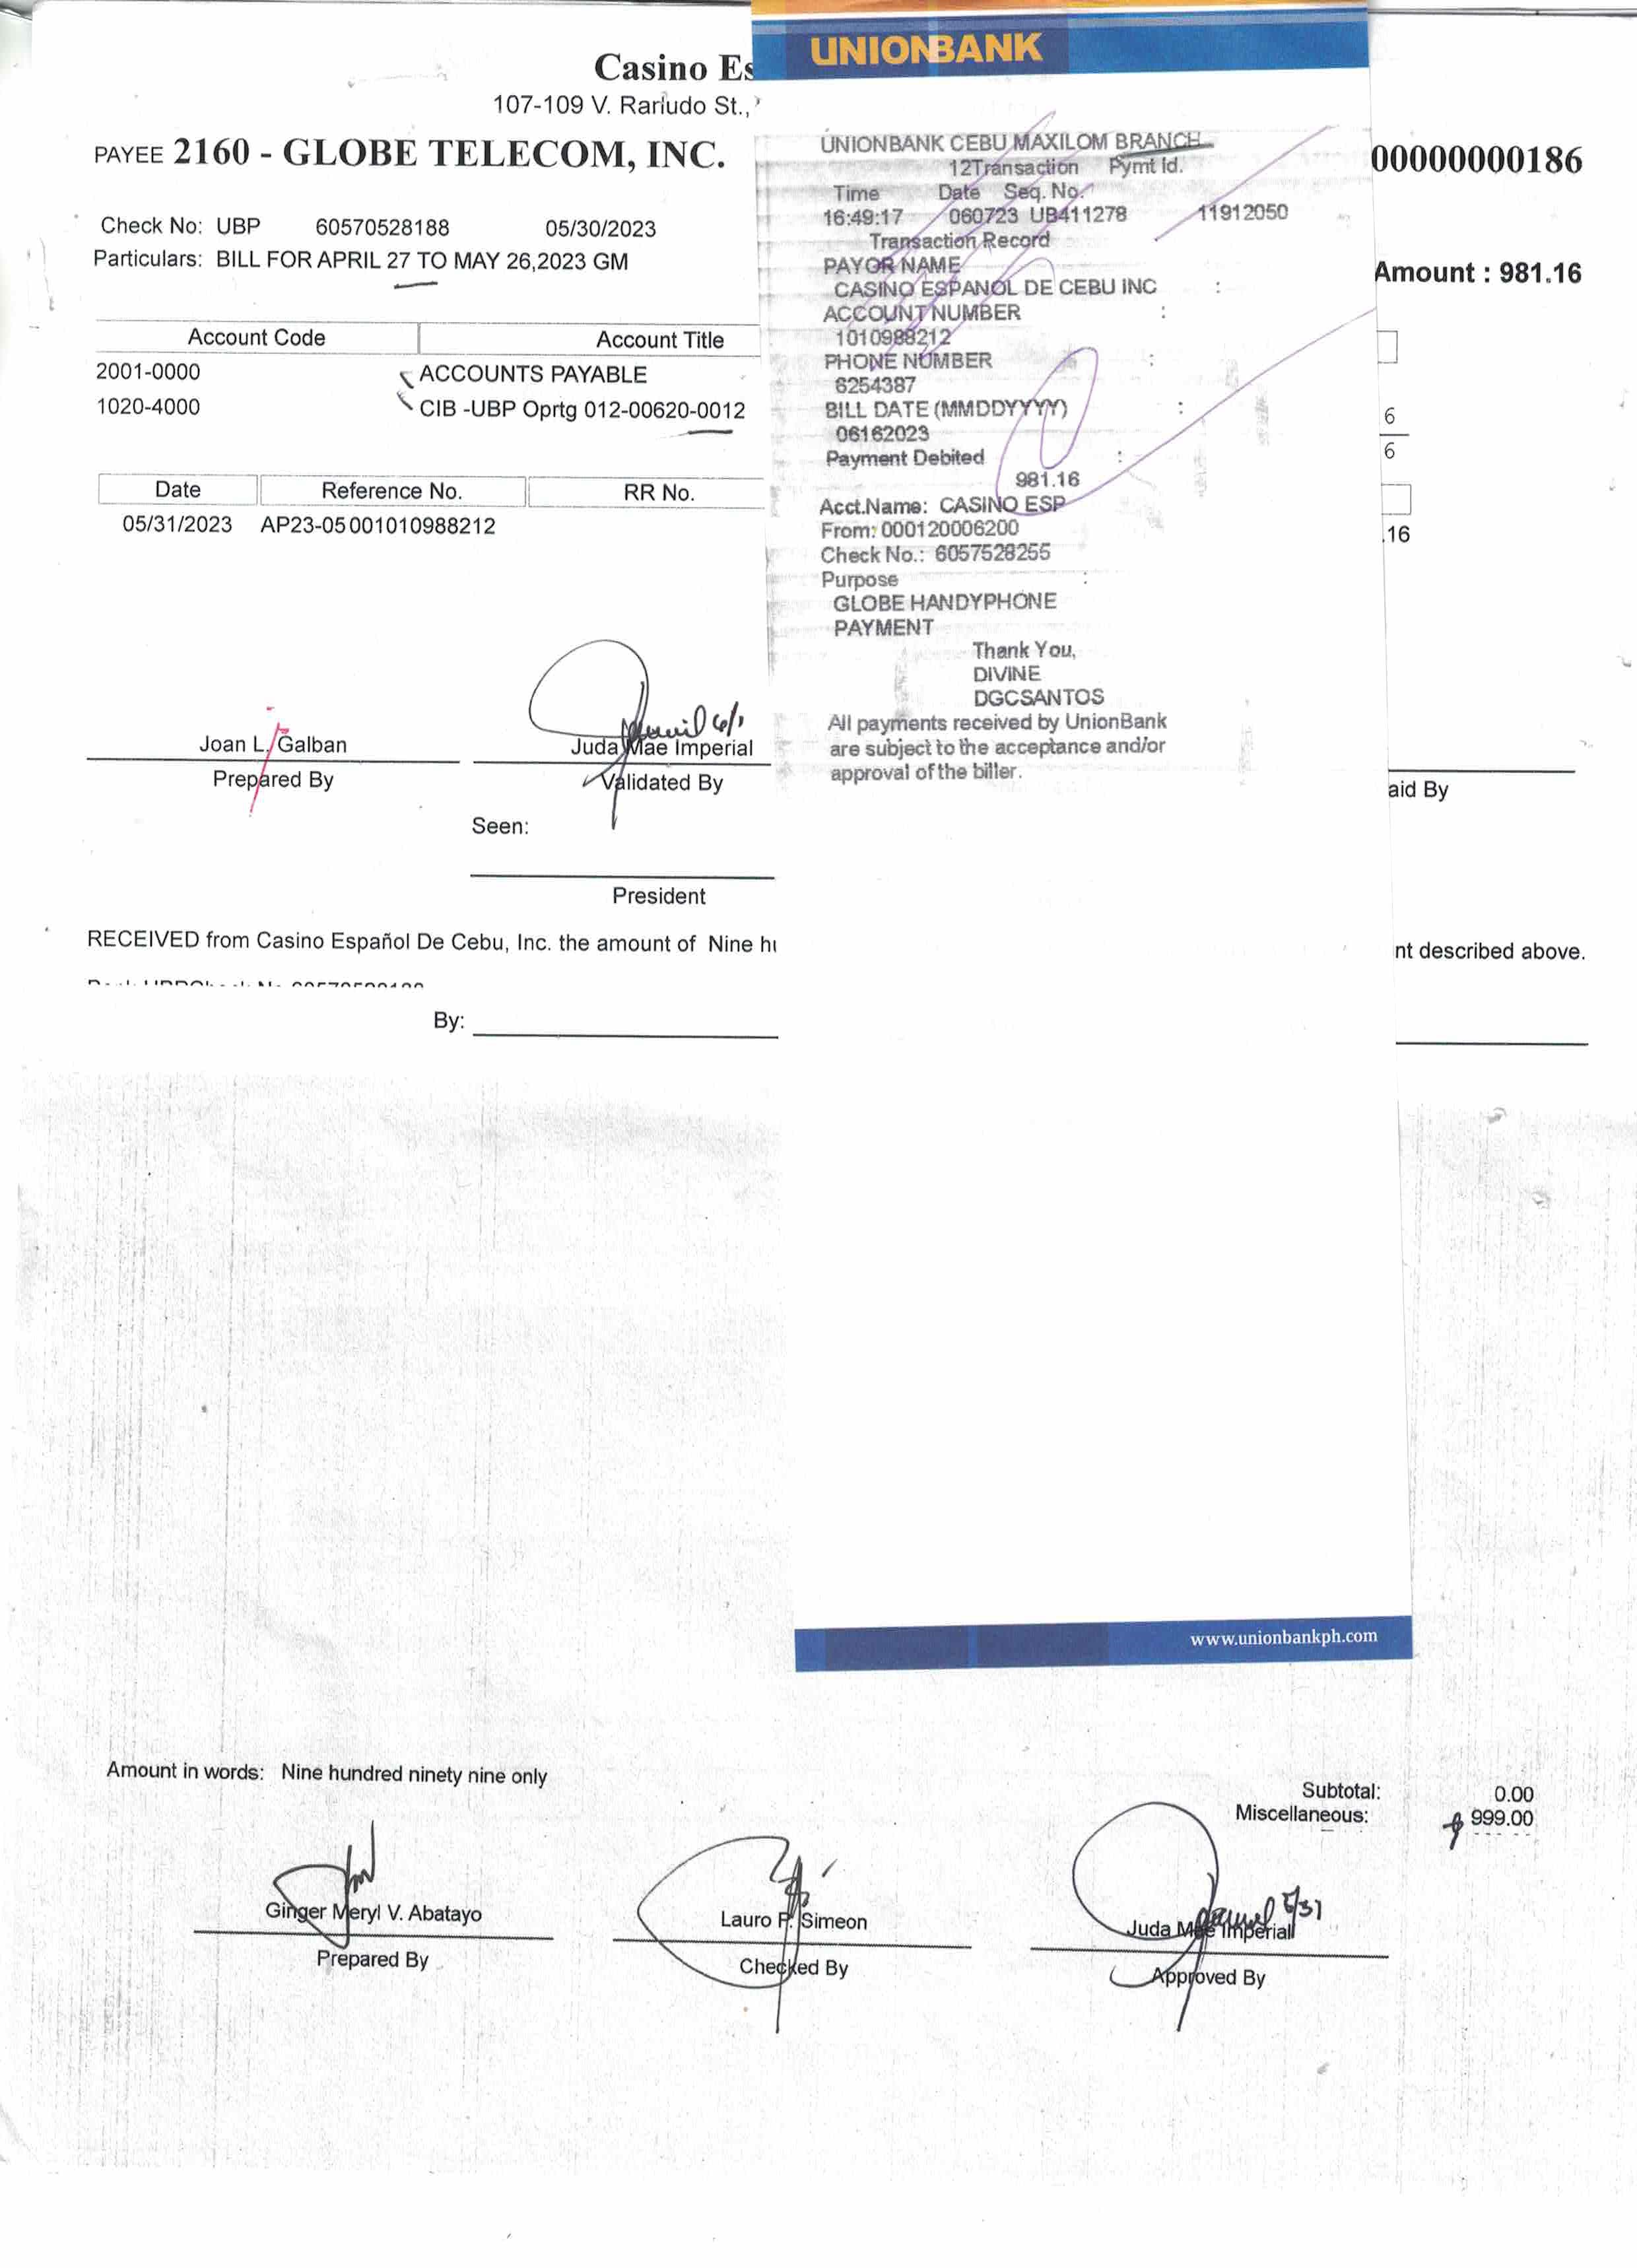 Casino Es
107-109 V. Rarludo St.,
PAYEE 2160 - GLOBE TELECOM, INC.
00000000186
Check No: UBP 60570528188 05/30/2023
Particulars: BILL FOR APRIL 27 TO MAY 26,2023 GM
Amount : 981.16
Account Code Account Title
2001-0000 ACCOUNTS PAYABLE
1020-4000 CIB -UBP Oprtg 012-00620-0012
6
6
Date Reference No. RR No.
05/31/2023 AP23-05 001010988212
.16
Joan L. Galban
Prepared By
Juda Mae Imperial 6/1
Validated By
aid By
Seen:
President
RECEIVED from Casino Español De Cebu, Inc. the amount of Nine hu
nt described above.
By:
UNIONBANK
UNIONBANK CEBU MAXILOM BRANCH
12Transaction Pymt Id.
Time Date Seq. No.
16:49:17 060723 UB411278 11912050
Transaction Record
PAYOR NAME
CASINO ESPANOL DE CEBU INC :
ACCOUNT NUMBER :
1010988212
PHONE NUMBER :
6254387
BILL DATE (MMDDYYYY) :
06162023
Payment Debited :
981.16
Acct.Name: CASINO ESP
From: 000120006200
Check No.: 6057528255
Purpose :
GLOBE HANDYPHONE
PAYMENT
Thank You,
DIVINE
DGCSANTOS
All payments received by UnionBank
are subject to the acceptance and/or
approval of the biller.
www.unionbankph.com
Amount in words: Nine hundred ninety nine only
Subtotal: 0.00
Miscellaneous: 999.00
Ginger Meryl V. Abatayo
Prepared By
Lauro P. Simeon
Checked By
Juda Mae Imperial 5/31
Approved By